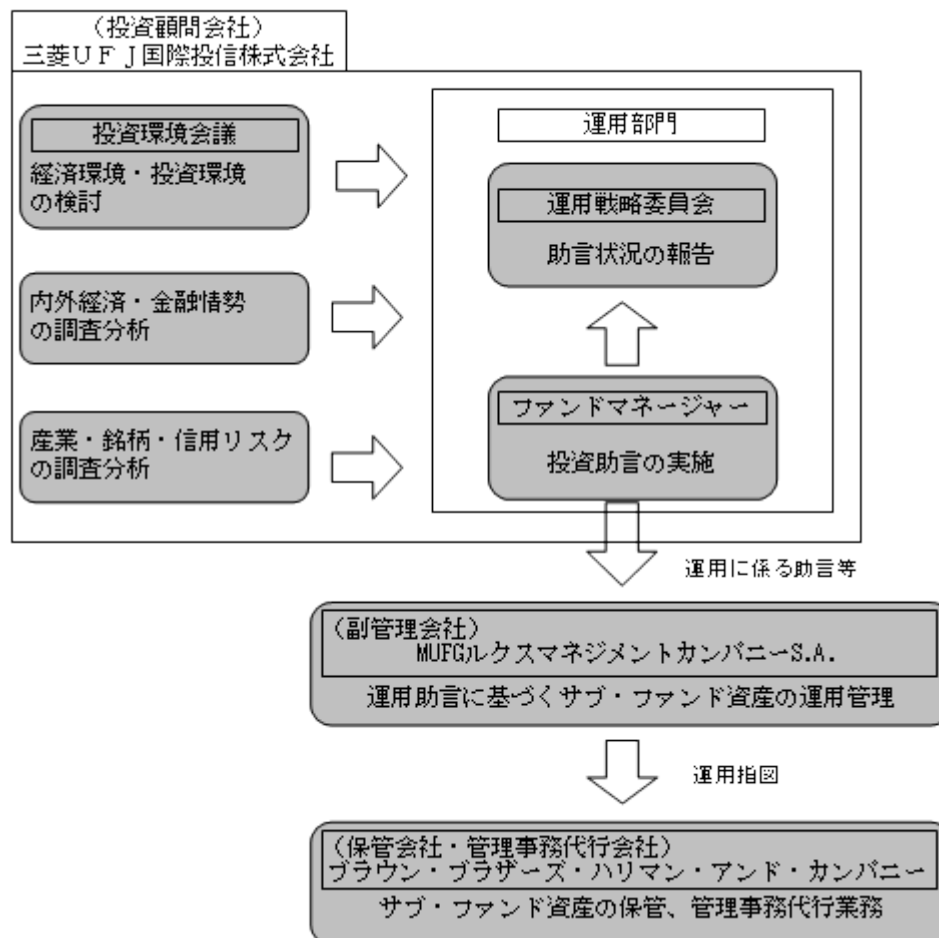 （投資顧問会社）
三菱ＵＦＪ国際投信株式会社
投資環境会議
経済環境・投資環境
の検討
内外経済・金融情勢
の調査分析
産業・銘柄・信用リスク
の調査分析
運用部門
運用戦略委員会
助言状況の報告
ファンドマネージャー
投資助言の実施
運用に係る助言等
（副管理会社）
MUFGルクスマネジメントカンパニーS.A.
運用助言に基づくサブ・ファンド資産の運用管理
運用指図
（保管会社・管理事務代行会社）
ブラウン・ブラザーズ・ハリマン・アンド・カンパニー
サブ・ファンド資産の保管、管理事務代行業務